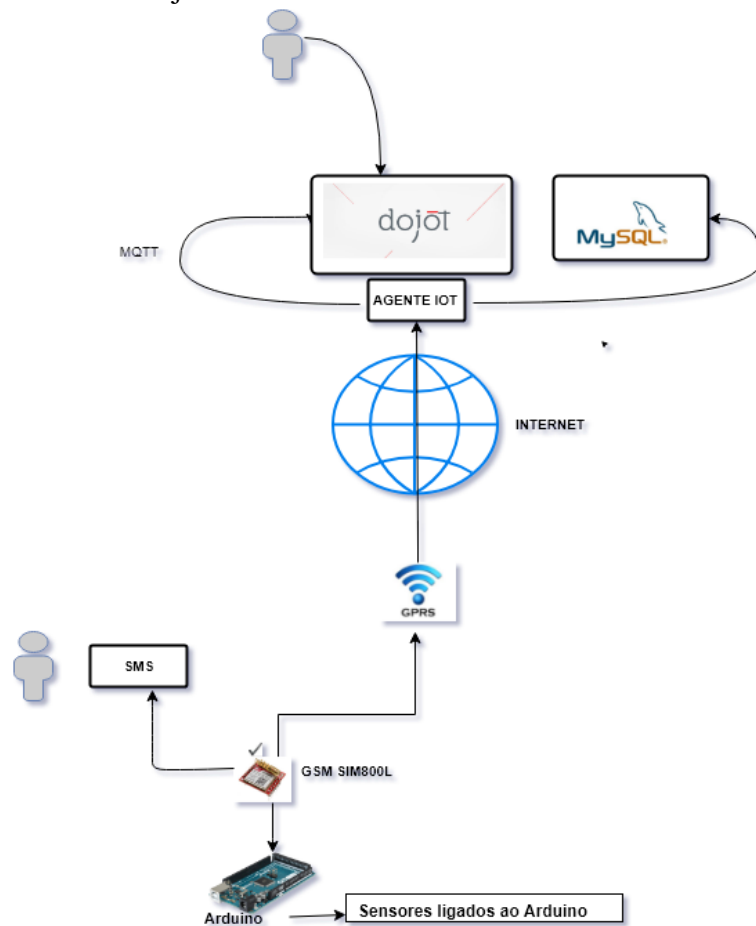 dojot
MySQL®
MQTT
AGENTE IOT
INTERNET
GPRS
SMS
GSM SIM800L
Arduino
Sensores ligados ao Arduino